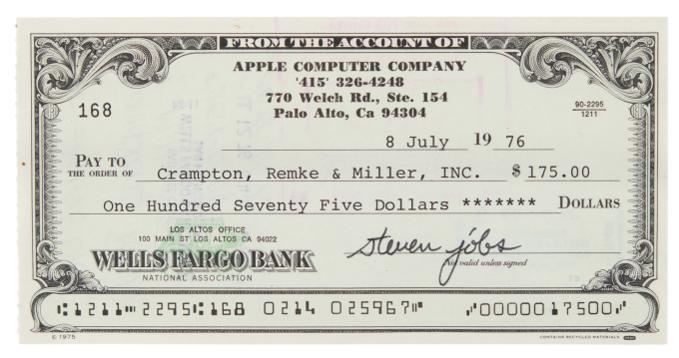 FROM THE ACCOUNT OF
APPLE COMPUTER COMPANY
'415' 326-4248
770 Welch Rd., Ste. 154
Palo Alto, Ca 94304
168
90-2295
1211
8 July 19 76
PAY TO
THE ORDER OF Crampton, Remke & Miller, INC. $ 175.00
One Hundred Seventy Five Dollars ******* DOLLARS
LOS ALTOS OFFICE
100 MAIN ST LOS ALTOS CA 94022
WELLS FARGO BANK
NATIONAL ASSOCIATION
steven jobs
Not valid unless signed
⑆1211⑉2295⑆168 0214 025967⑈ ⑇0000017500⑇
© 1975
CONTAINS RECYCLED MATERIALS